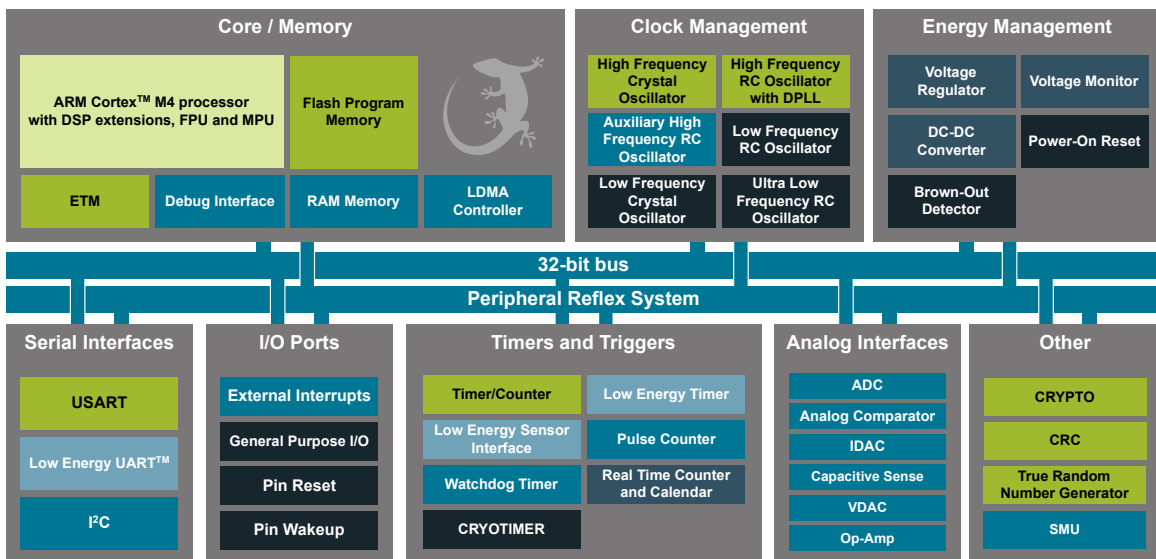 Core / Memory
ARM Cortex™ M4 processor
with DSP extensions, FPU and MPU
Flash Program
Memory
ETM
Debug Interface
RAM Memory
LDMA
Controller
Clock Management
High Frequency
Crystal
Oscillator
High Frequency
RC Oscillator
with DPLL
Auxiliary High
Frequency RC
Oscillator
Low Frequency
RC Oscillator
Low Frequency
Crystal
Oscillator
Ultra Low
Frequency RC
Oscillator
Energy Management
Voltage
Regulator
Voltage Monitor
DC-DC
Converter
Power-On Reset
Brown-Out
Detector
32-bit bus
Peripheral Reflex System
Serial Interfaces
USART
Low Energy UART™
I²C
I/O Ports
External Interrupts
General Purpose I/O
Pin Reset
Pin Wakeup
Timers and Triggers
Timer/Counter
Low Energy Timer
Low Energy Sensor
Interface
Pulse Counter
Watchdog Timer
Real Time Counter
and Calendar
CRYOTIMER
Analog Interfaces
ADC
Analog Comparator
IDAC
Capacitive Sense
VDAC
Op-Amp
Other
CRYPTO
CRC
True Random
Number Generator
SMU